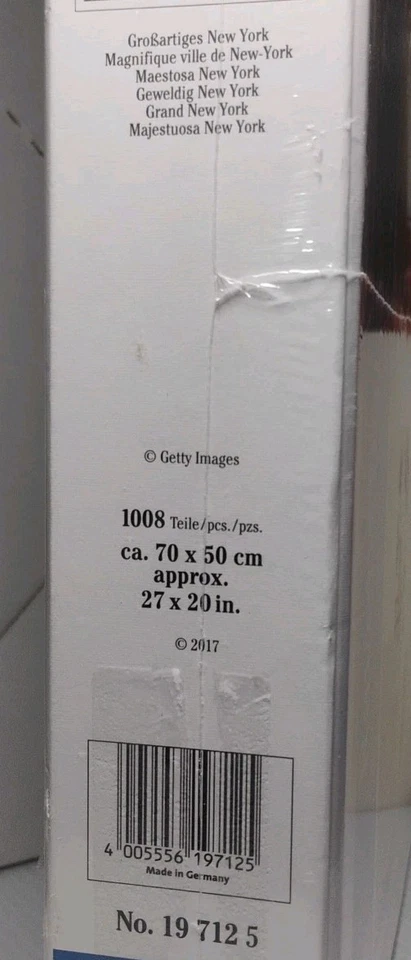 Großartiges New York
Magnifique ville de New-York
Maestosa New York
Geweldig New York
Grand New York
Majestuosa New York
© Getty Images
1008 Teile/pcs./pzs.
ca. 70 x 50 cm
approx.
27 x 20 in.
© 2017
4 005556 197125
Made in Germany
No. 19 712 5